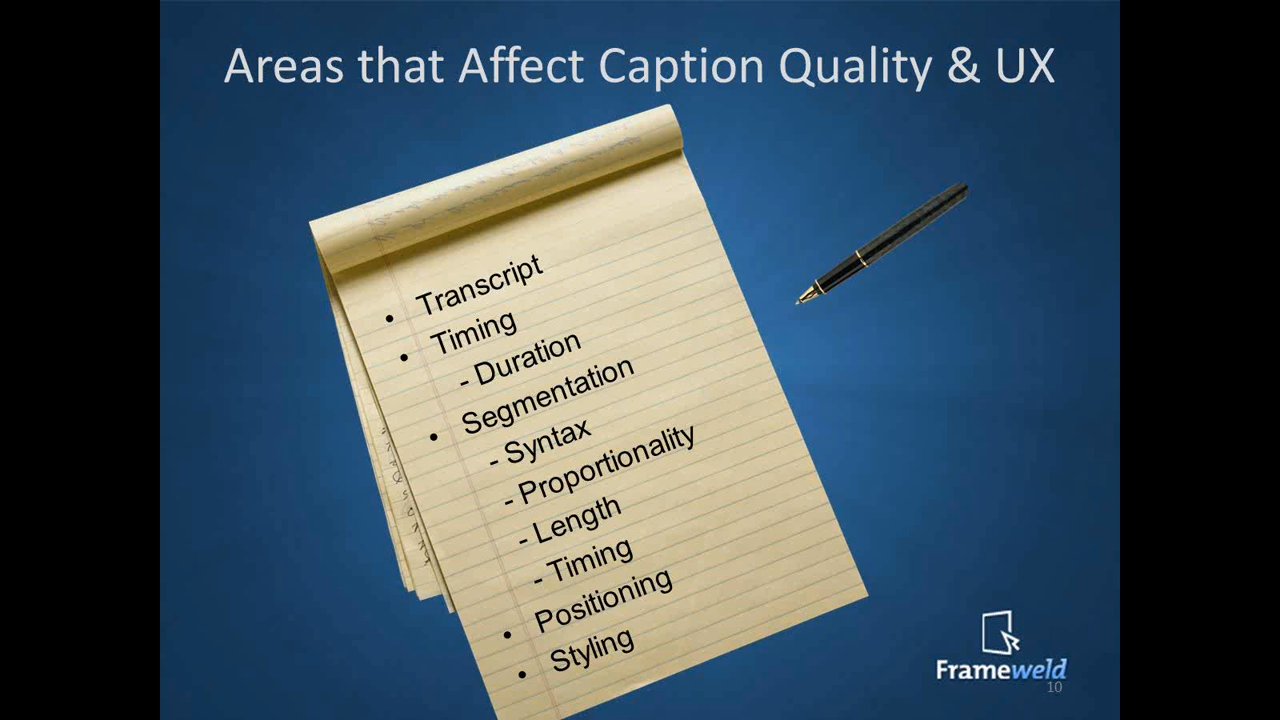 Areas that Affect Caption Quality & UX
• Transcript
• Timing
- Duration
• Segmentation
- Syntax
- Proportionality
- Length
- Timing
• Positioning
• Styling
Frameweld
10